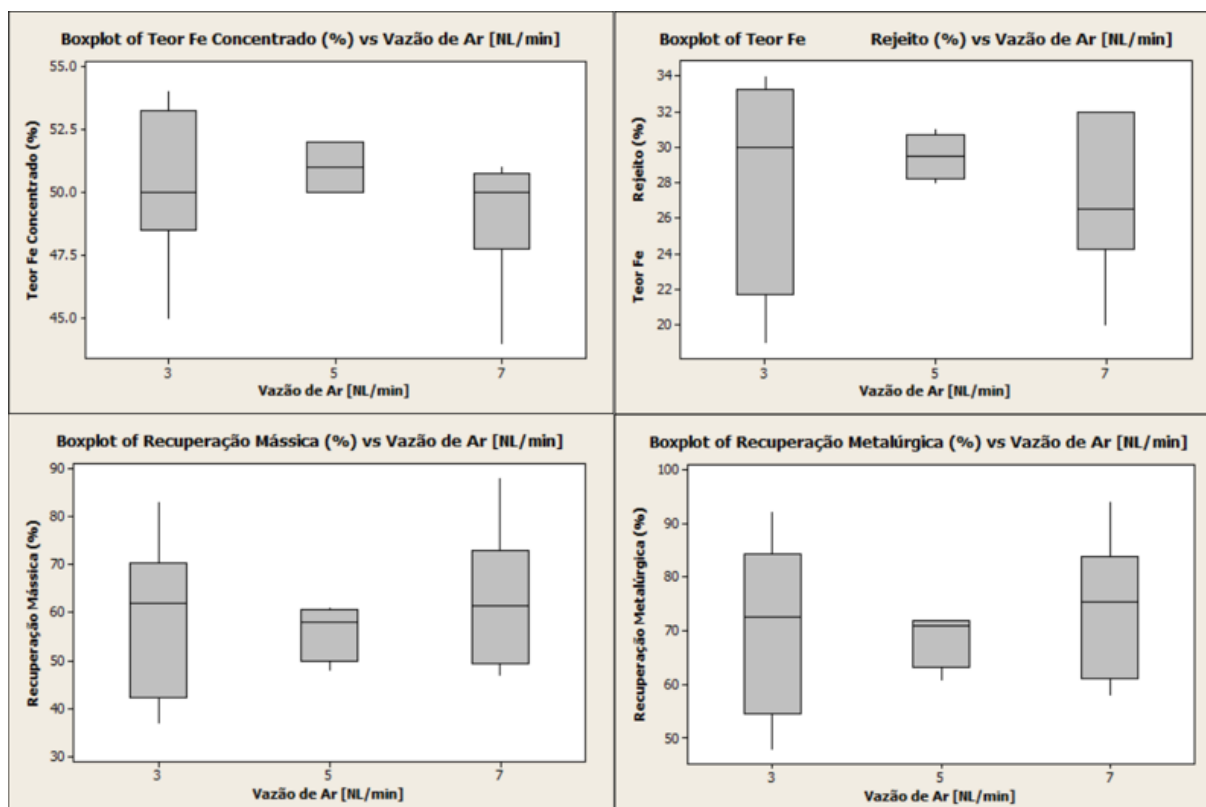 Boxplot of Teor Fe Concentrado (%) vs Vazão de Ar [NL/min]
55.0
52.5
50.0
47.5
45.0
Teor Fe Concentrado (%)
3 5 7
Vazão de Ar [NL/min]
Boxplot of Teor Fe Rejeito (%) vs Vazão de Ar [NL/min]
34
32
30
28
26
24
22
20
Teor Fe Rejeito (%)
3 5 7
Vazão de Ar [NL/min]
Boxplot of Recuperação Mássica (%) vs Vazão de Ar [NL/min]
90
80
70
60
50
40
30
Recuperação Mássica (%)
3 5 7
Vazão de Ar [NL/min]
Boxplot of Recuperação Metalúrgica (%) vs Vazão de Ar [NL/min]
100
90
80
70
60
50
Recuperação Metalúrgica (%)
3 5 7
Vazão de Ar [NL/min]